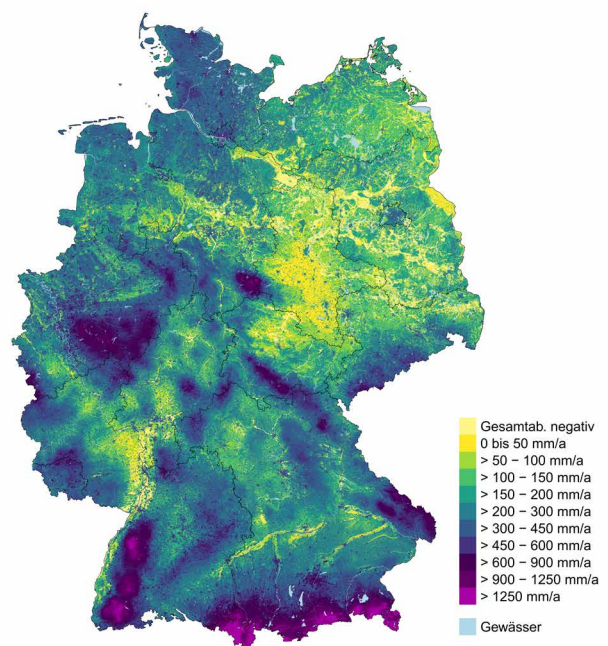 Gesamtab. negativ
0 bis 50 mm/a
> 50 – 100 mm/a
> 100 – 150 mm/a
> 150 – 200 mm/a
> 200 – 300 mm/a
> 300 – 450 mm/a
> 450 – 600 mm/a
> 600 – 900 mm/a
> 900 – 1250 mm/a
> 1250 mm/a
Gewässer